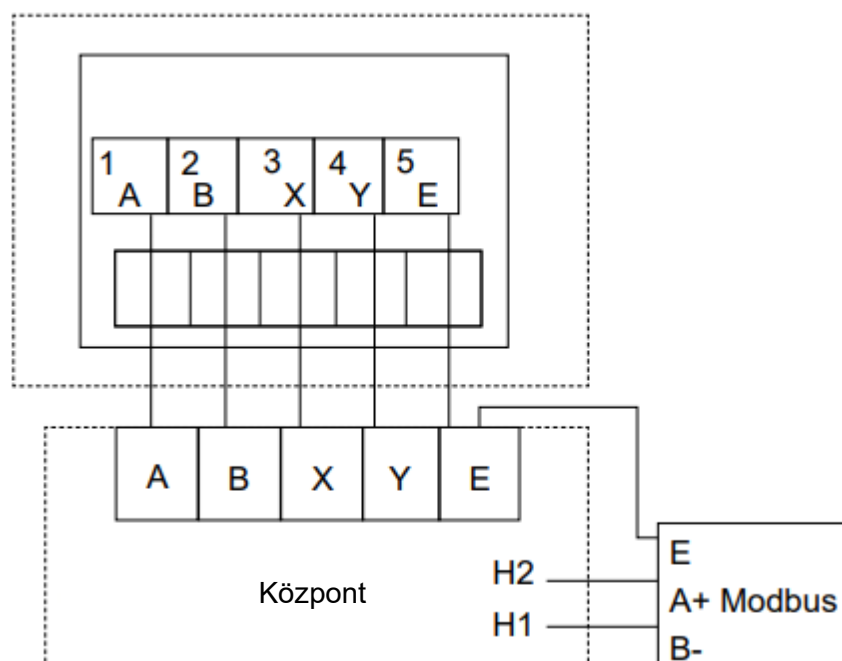 1 2 3 4 5
A B X Y E
A B X Y E
E
H2
A+ Modbus
Központ
H1
B-